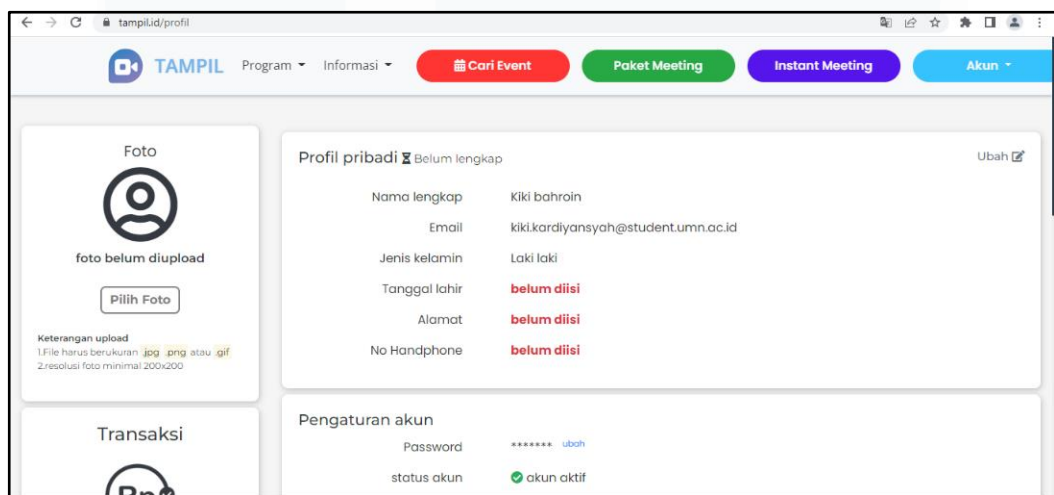 tampil.id/profil
TAMPIL Program Informasi Cari Event Paket Meeting Instant Meeting Akun
Foto
foto belum diupload
Pilih Foto
Keterangan upload
1.File harus berukuran .jpg .png atau .gif
2.resolusi foto minimal 200x200
Transaksi
Rp
Profil pribadi Belum lengkap
Ubah
Nama lengkap Kiki bahroin
Email kiki.kardiyansyah@student.umn.ac.id
Jenis kelamin Laki laki
Tanggal lahir belum diisi
Alamat belum diisi
No Handphone belum diisi
Pengaturan akun
Password ******* ubah
status akun akun aktif